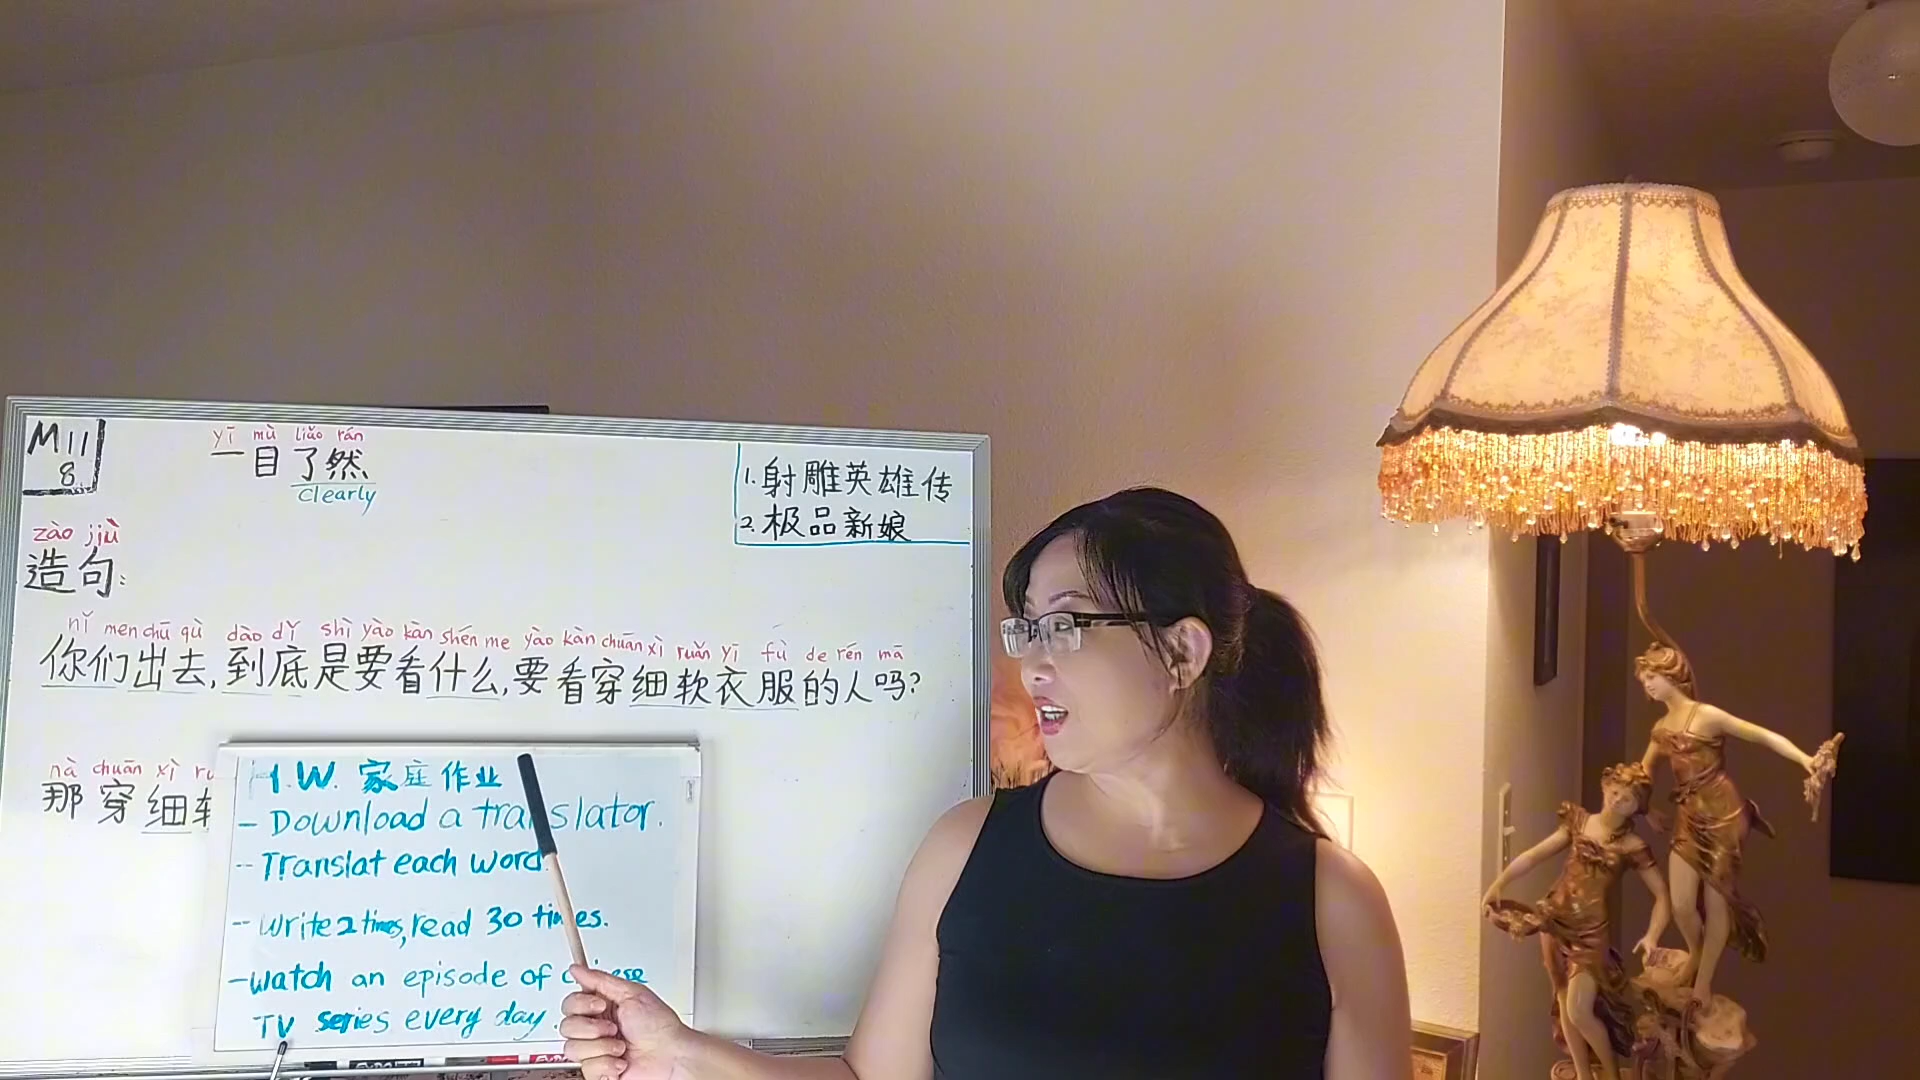 M11
8
yī mù liǎo rán
一目了然
clearly
1. 射雕英雄传
2. 极品新娘
zào jù
造句:
nǐ men chū qù dào dǐ shì yào kàn shén me yào kàn chuān xì ruǎn yī fù de rén mā
你们出去,到底是要看什么,要看穿细软衣服的人吗?
nà chuān xì ru
那穿细
H.W. 家庭作业
- Download a translator.
-- Translat each word
-- Write 2 times, read 30 times.
- Watch an episode of
TV series every day.